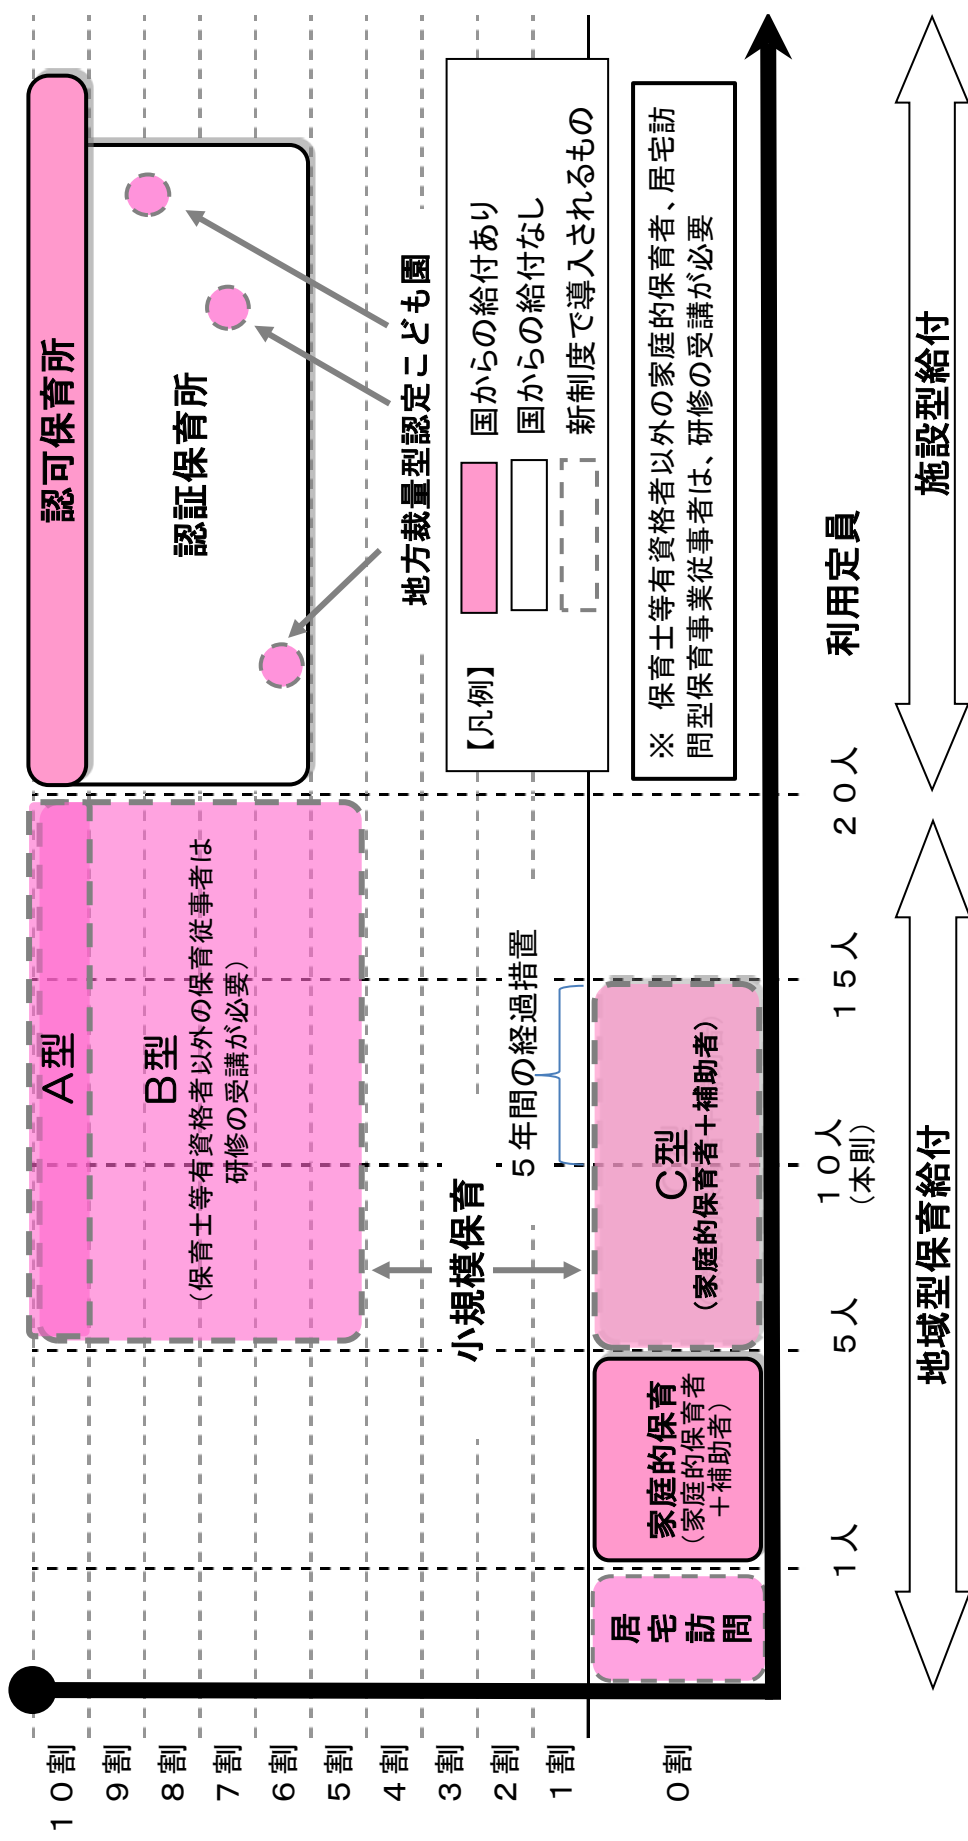 １０割
９割
８割
７割
６割
５割
４割
３割
２割
１割
０割
認可保育所
認証保育所
地方裁量型認定こども園
Ａ型
Ｂ型
（保育士等有資格者以外の保育従事者は
研修の受講が必要）
小規模保育
５年間の経過措置
Ｃ型
（家庭的保育者＋補助者）
家庭的保育
（家庭的保育者
＋補助者）
居宅
訪問
【凡例】
国からの給付あり
国からの給付なし
新制度で導入されるもの
※ 保育士等有資格者以外の家庭的保育者、居宅訪
問型保育事業従事者は、研修の受講が必要
１人
５人
１０人
（本則）
１５人
２０人
利用定員
地域型保育給付
施設型給付